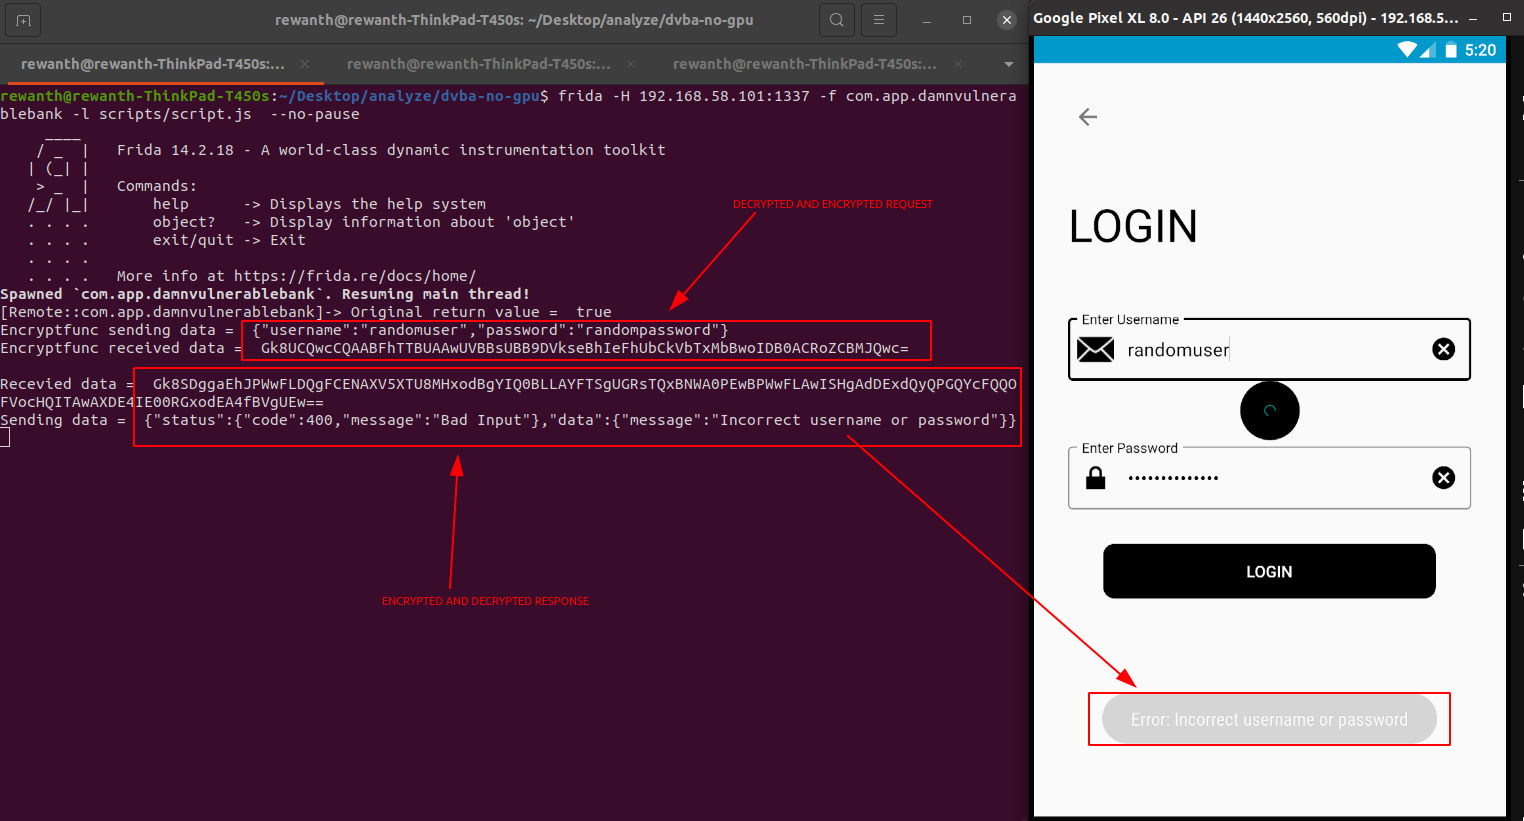 rewanth@rewanth-ThinkPad-T450s: ~/Desktop/analyze/dvba-no-gpu
rewanth@rewanth-ThinkPad-T450s:...
rewanth@rewanth-ThinkPad-T450s:...
rewanth@rewanth-ThinkPad-T450s:...
rewanth@rewanth-ThinkPad-T450s:~/Desktop/analyze/dvba-no-gpu$ frida -H 192.168.58.101:1337 -f com.app.damnvulnera
blebank -l scripts/script.js  --no-pause
     ____
    / _  |   Frida 14.2.18 - A world-class dynamic instrumentation toolkit
   | (_| |
    > _  |   Commands:
   /_/ |_|       help      -> Displays the help system
   . . . .       object?   -> Display information about 'object'
   . . . .       exit/quit -> Exit
   . . . .
   . . . .   More info at https://frida.re/docs/home/
Spawned `com.app.damnvulnerablebank`. Resuming main thread!
[Remote::com.app.damnvulnerablebank]-> Original return value =  true
Encryptfunc sending data =  {"username":"randomuser","password":"randompassword"}
Encryptfunc received data =  Gk8UCQwcCQAABFhTTBUAAwUVBBsUBB9DVkseBhIeFhUbCkVbTxMbBBwoIDB0ACRoZCBMJQwc=
Recevied data =  Gk8SDggaEhJPWwFLDQgFCENAXV5XTU8MHxodBgYIQ0BLLAYFTSgUGRsTQxBNWA0PEwBPWwFLAwISHgAdDExdQyQPGQYcFQQO
FVocHQITAwAXDE4IE00RGxodEA4fBVgUEw==
Sending data =  {"status":{"code":400,"message":"Bad Input"},"data":{"message":"Incorrect username or password"}}
DECRYPTED AND ENCRYPTED REQUEST
ENCRYPTED AND DECRYPTED RESPONSE
Google Pixel XL 8.0 - API 26 (1440x2560, 560dpi) - 192.168.5...
5:20
LOGIN
Enter Username
randomuser
Enter Password
••••••••••••••
LOGIN
Error: Incorrect username or password